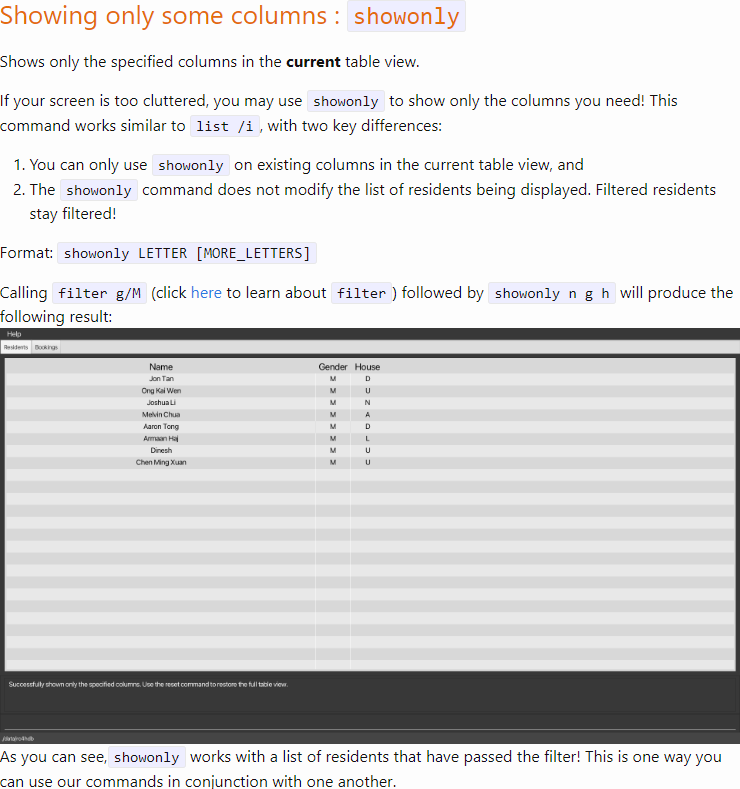 Showing only some columns : showonly
Shows only the specified columns in the current table view.
If your screen is too cluttered, you may use showonly to show only the columns you need! This
command works similar to list /i , with two key differences:
1. You can only use showonly on existing columns in the current table view, and
2. The showonly command does not modify the list of residents being displayed. Filtered residents
stay filtered!
Format: showonly LETTER [MORE_LETTERS]
Calling filter g/M (click here to learn about filter ) followed by showonly n g h will produce the
following result:
Help
Residents Bookings
Name Gender House
Jon Tan M D
Ong Kai Wen M U
Joshua Li M N
Melvin Chua M A
Aaron Tong M D
Armaan Haj M L
Dinesh M U
Chen Ming Xuan M U
Successfully shown only the specified columns. Use the reset command to restore the full table view.
As you can see, showonly works with a list of residents that have passed the filter! This is one way you
can use our commands in conjunction with one another.